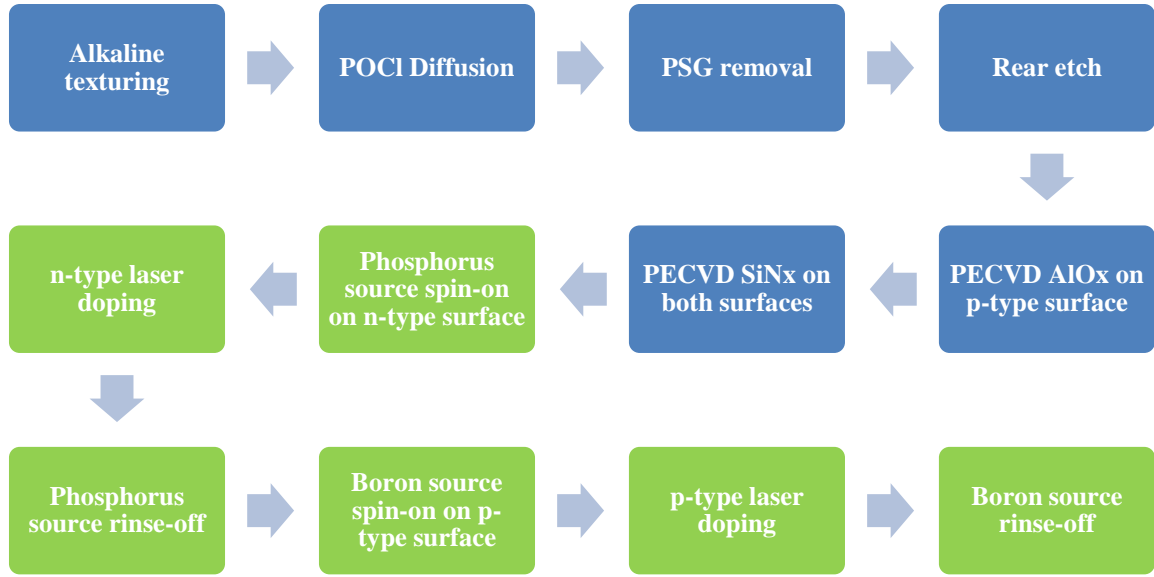 Alkaline
texturing
POCl Diffusion
PSG removal
Rear etch
n-type laser
doping
Phosphorus
source spin-on
on n-type surface
PECVD SiNx on
both surfaces
PECVD AlOx on
p-type surface
Phosphorus
source rinse-off
Boron source
spin-on on p-
type surface
p-type laser
doping
Boron source
rinse-off